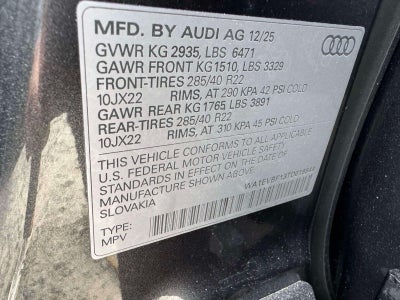 MFD. BY AUDI AG 12/25
GVWR KG 2935, LBS 6471
GAWR FRONT KG1510, LBS 3329
FRONT-TIRES 285/40 R22
10JX22 RIMS, AT 290 KPA 42 PSI COLD
GAWR REAR KG 1765 LBS 3891
REAR-TIRES 285/40 R22
10JX22 RIMS, AT 310 KPA 45 PSI COLD
THIS VEHICLE CONFORMS TO ALL APPLICABLE
U.S. FEDERAL MOTOR VEHICLE SAFETY
STANDARDS IN EFFECT ON THE DATE OF
MANUFACTURE SHOWN ABOVE.
SLOVAKIA
TYPE:
MPV